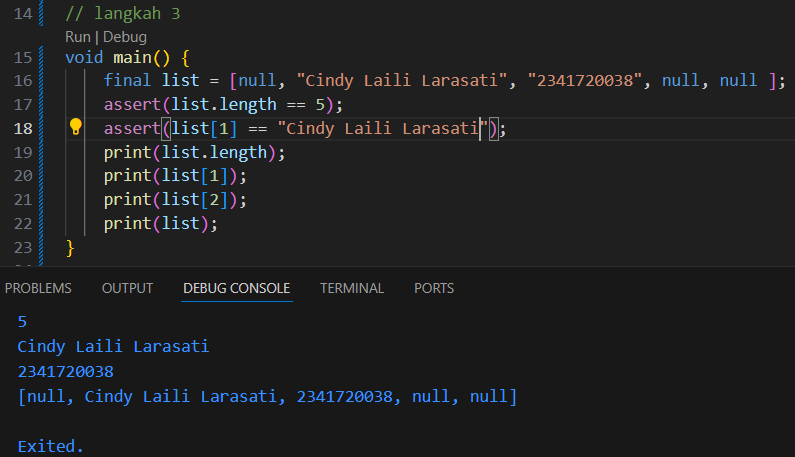 14 // langkah 3
Run | Debug
15 void main() {
16 final list = [null, "Cindy Laili Larasati", "2341720038", null, null ];
17 assert(list.length == 5);
18 assert(list[1] == "Cindy Laili Larasati");
19 print(list.length);
20 print(list[1]);
21 print(list[2]);
22 print(list);
23 }
PROBLEMS OUTPUT DEBUG CONSOLE TERMINAL PORTS
5
Cindy Laili Larasati
2341720038
[null, Cindy Laili Larasati, 2341720038, null, null]
Exited.